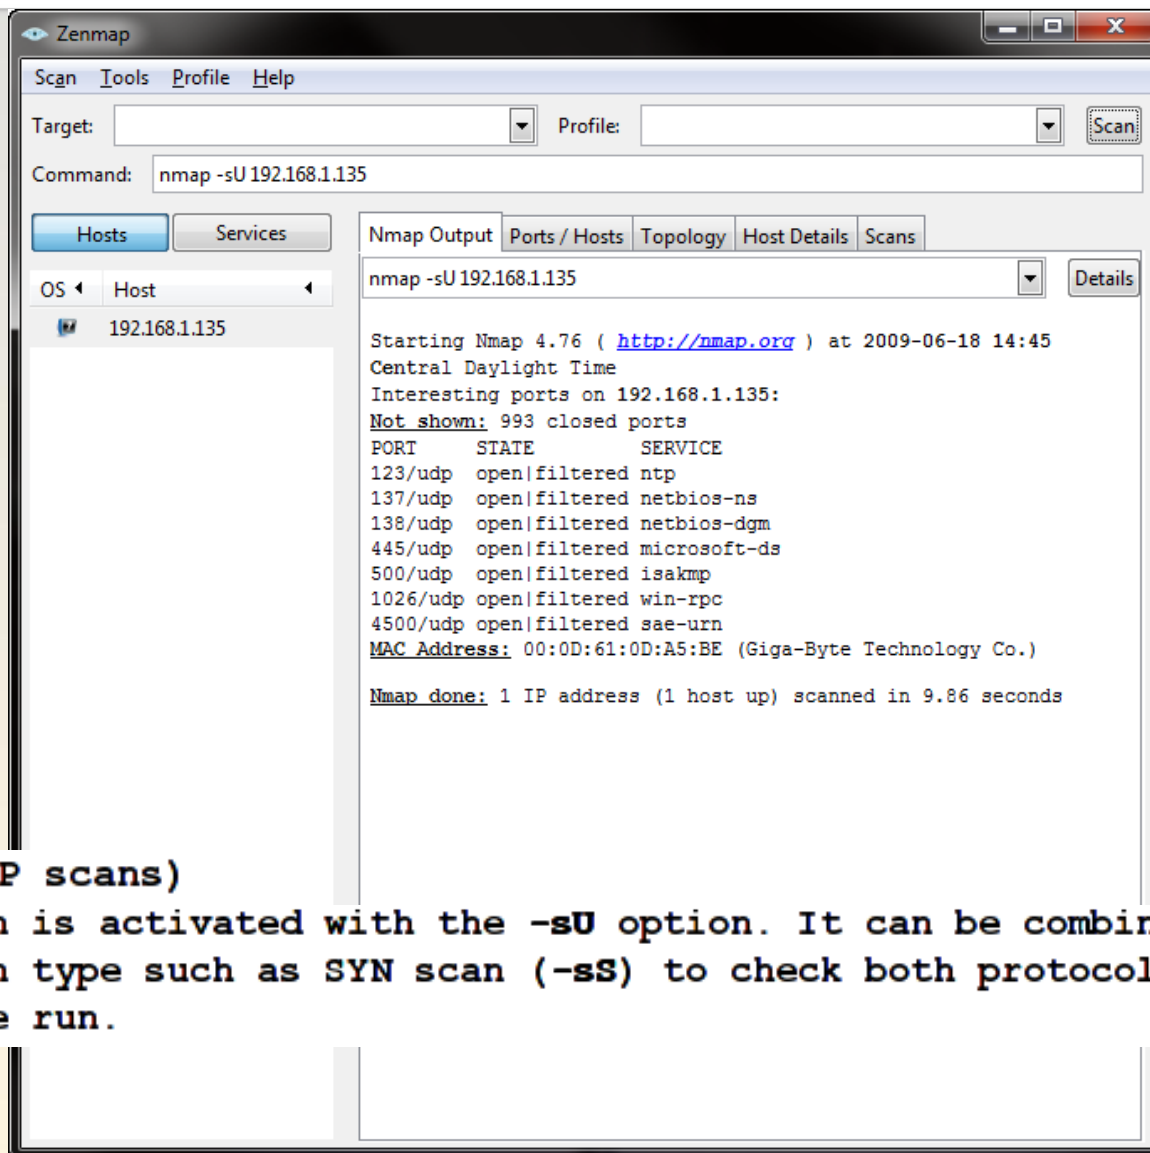 Zenmap
Scan Tools Profile Help
Target: Profile: Scan
Command: nmap -sU 192.168.1.135
Hosts Services
Nmap Output Ports / Hosts Topology Host Details Scans
OS Host
nmap -sU 192.168.1.135 Details
192.168.1.135
Starting Nmap 4.76 ( http://nmap.org ) at 2009-06-18 14:45
Central Daylight Time
Interesting ports on 192.168.1.135:
Not shown: 993 closed ports
PORT STATE SERVICE
123/udp open|filtered ntp
137/udp open|filtered netbios-ns
138/udp open|filtered netbios-dgm
445/udp open|filtered microsoft-ds
500/udp open|filtered isakmp
1026/udp open|filtered win-rpc
4500/udp open|filtered sae-urn
MAC Address: 00:0D:61:0D:A5:BE (Giga-Byte Technology Co.)
Nmap done: 1 IP address (1 host up) scanned in 9.86 seconds
P scans)
n is activated with the -sU option. It can be combin
n type such as SYN scan (-sS) to check both protocol
e run.